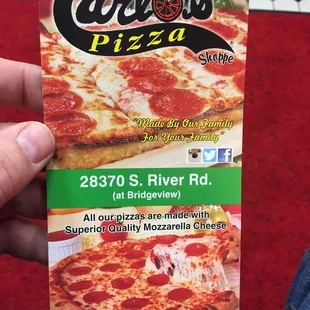 Carlo's
Pizza
Shoppe
"Made By Our Family
For Your Family"
28370 S. River Rd.
(at Bridgeview)
All our pizzas are made with
Superior Quality Mozzarella Cheese